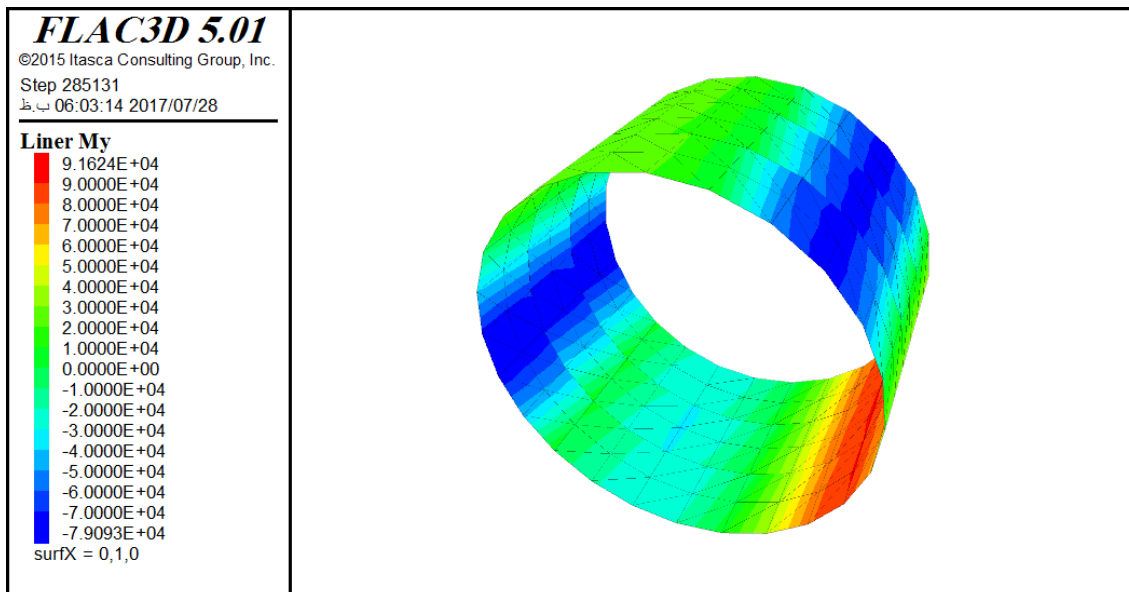 FLAC3D 5.01
©2015 Itasca Consulting Group, Inc.
Step 285131
ب.ظ 06:03:14 2017/07/28
Liner My
9.1624E+04
9.0000E+04
8.0000E+04
7.0000E+04
6.0000E+04
5.0000E+04
4.0000E+04
3.0000E+04
2.0000E+04
1.0000E+04
0.0000E+00
-1.0000E+04
-2.0000E+04
-3.0000E+04
-4.0000E+04
-5.0000E+04
-6.0000E+04
-7.0000E+04
-7.9093E+04
surfX = 0,1,0